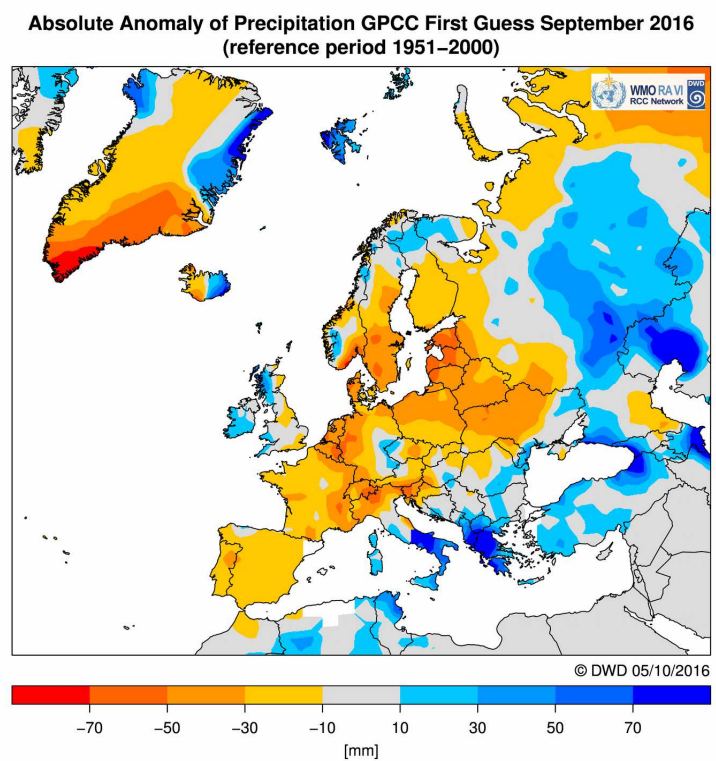 Absolute Anomaly of Precipitation GPCC First Guess September 2016
(reference period 1951−2000)
WMO RA VI
RCC Network
DWD
© DWD 05/10/2016
−70 −50 −30 −10 10 30 50 70
[mm]